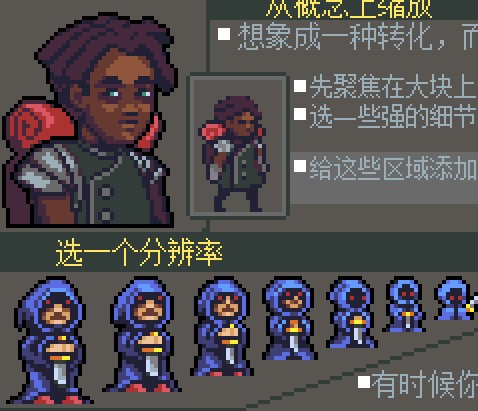 从概念上缩放
想象成一种转化，而
先聚焦在大块上
选一些强的细节
给这些区域添加
选一个分辨率
有时候你